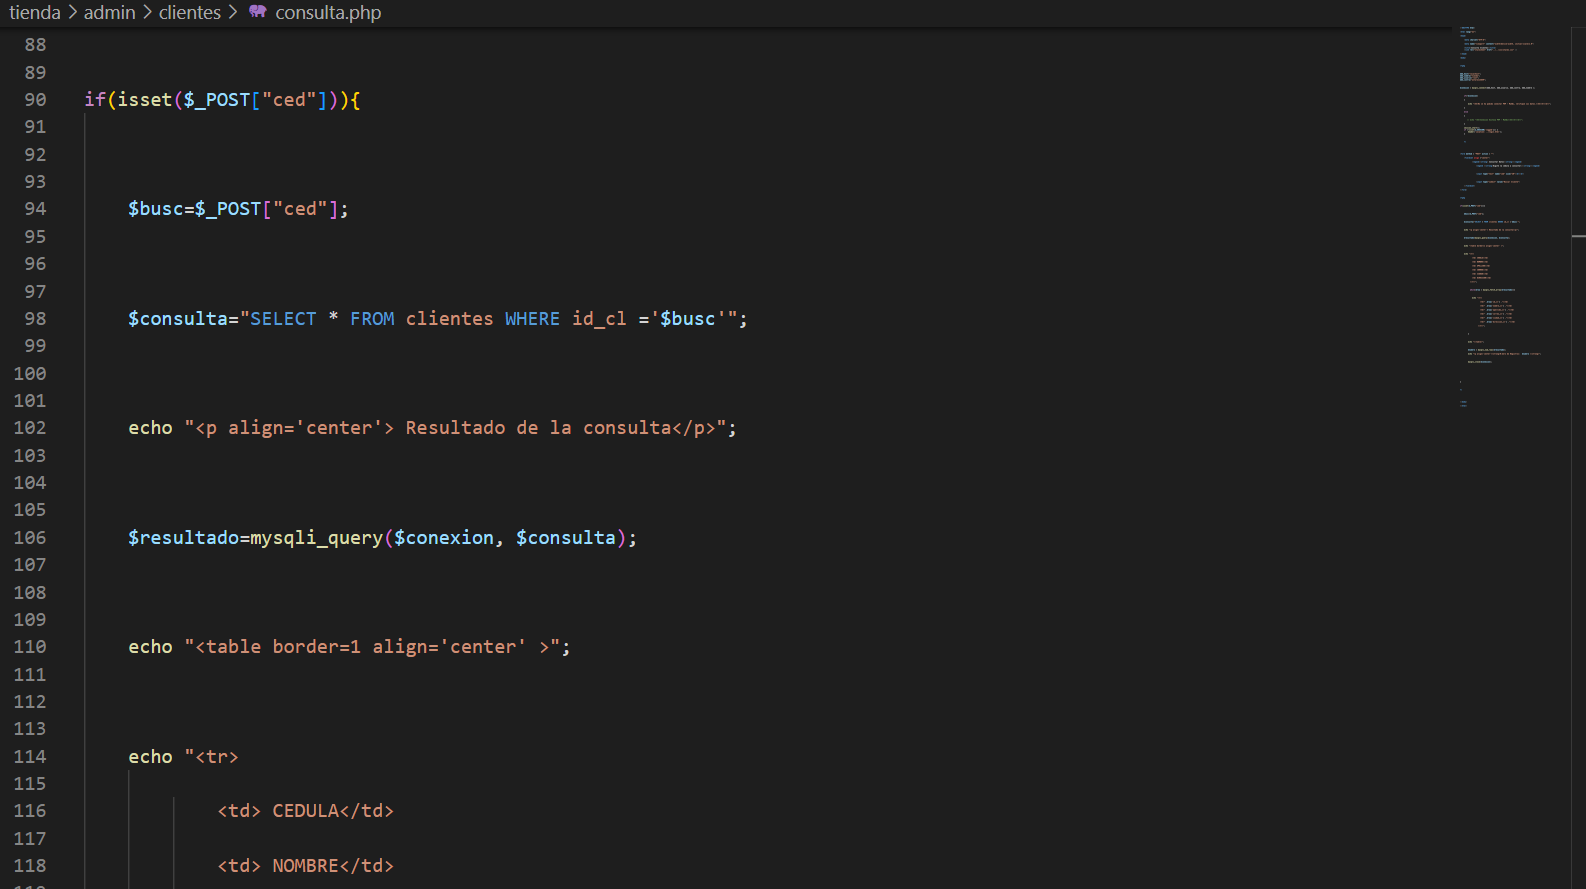 tienda > admin > clientes > consulta.php
88
89
90 if(isset($_POST["ced"])){
91
92
93
94 $busc=$_POST["ced"];
95
96
97
98 $consulta="SELECT * FROM clientes WHERE id_cl ='$busc'";
99
100
101
102 echo "<p align='center'> Resultado de la consulta</p>";
103
104
105
106 $resultado=mysqli_query($conexion, $consulta);
107
108
109
110 echo "<table border=1 align='center' >";
111
112
113
114 echo "<tr>
115
116 <td> CEDULA</td>
117
118 <td> NOMBRE</td>